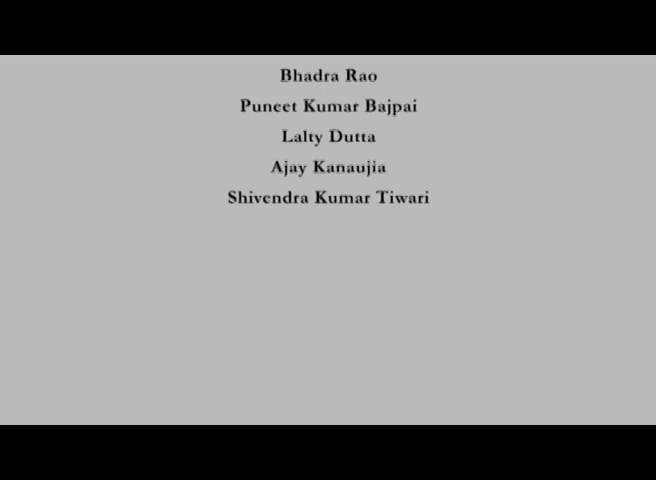 Bhadra Rao
Puneet Kumar Bajpai
Lalty Dutta
Ajay Kanaujia
Shivendra Kumar Tiwari